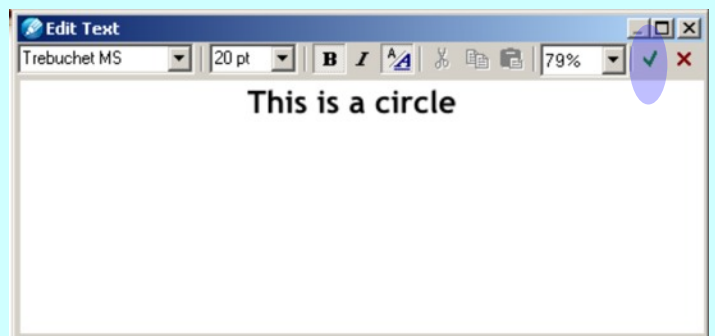 Edit Text
Trebuchet MS 20 pt B I A A 79%
This is a circle